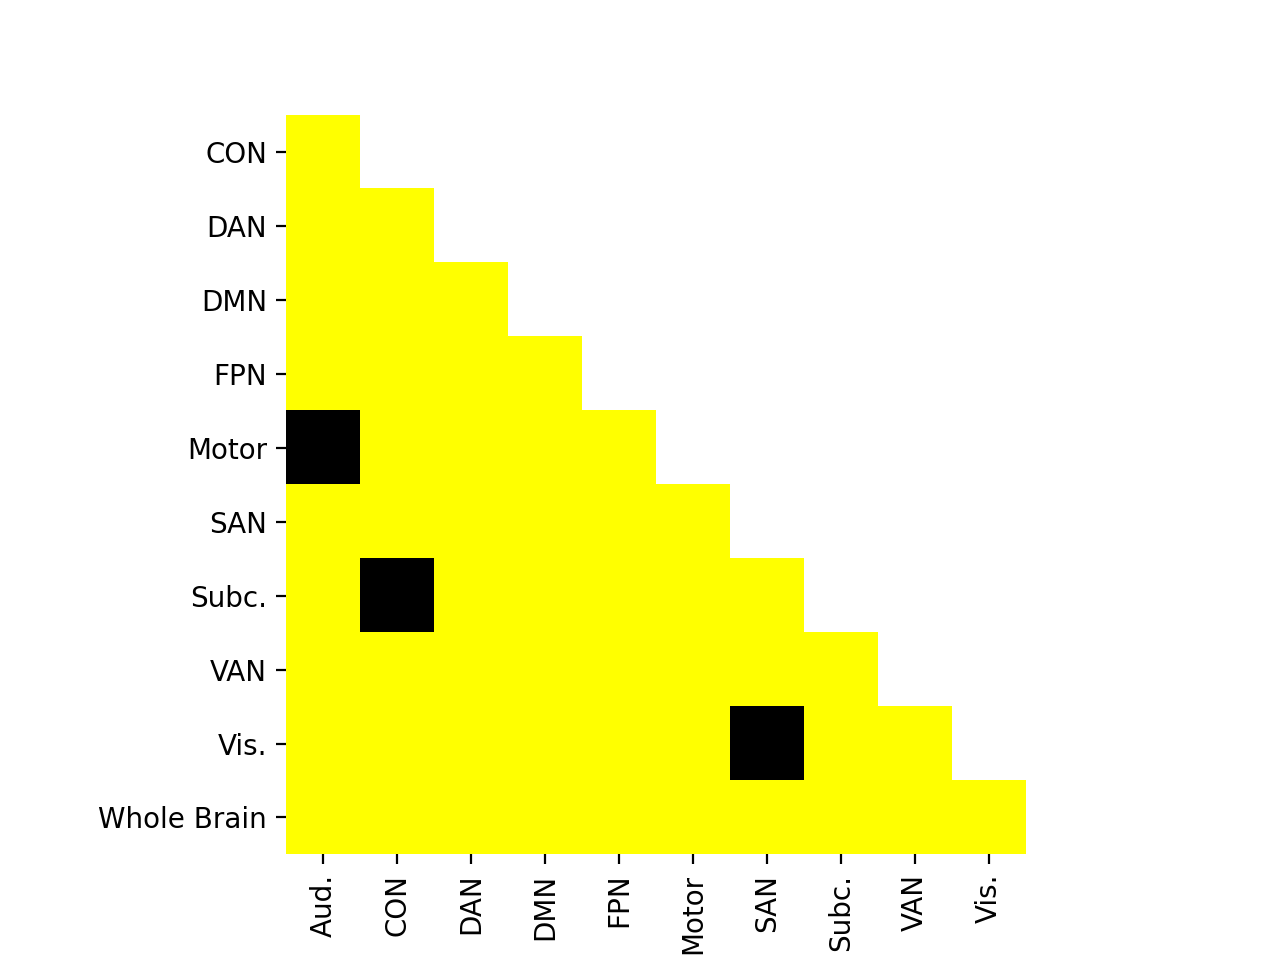 CON
DAN
DMN
FPN
Motor
SAN
Subc.
VAN
Vis.
Whole Brain
Aud.
CON
DAN
DMN
FPN
Motor
SAN
Subc.
VAN
Vis.